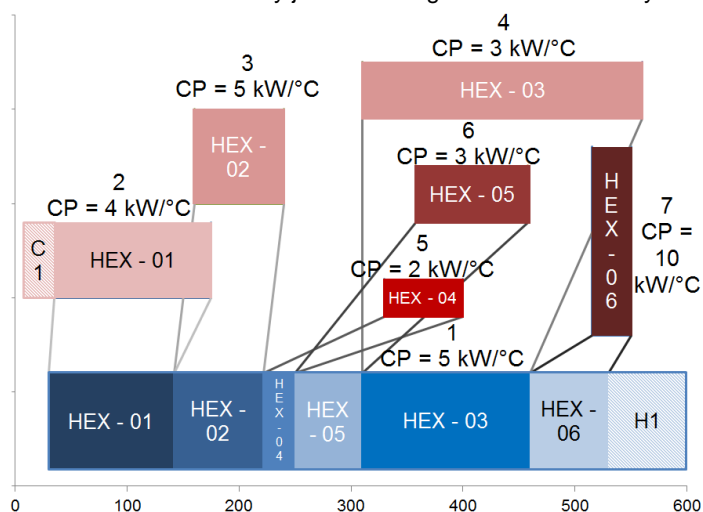 4
CP = 3 kW/°C
3
CP = 5 kW/°C
HEX - 03
HEX -
02
6
CP = 3 kW/°C
2
CP = 4 kW/°C
HEX - 05
H
E
X
-
0
6
7
CP =
10
kW/°C
C
1
HEX - 01
5
CP = 2 kW/°C
HEX - 04
1
CP = 5 kW/°C
HEX - 01
HEX -
02
H
E
X
-
0
4
HEX
- 05
HEX - 03
HEX -
06
H1
0
100
200
300
400
500
600